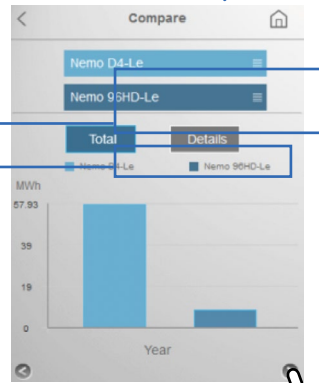 Compare
Nemo D4-Le
Nemo 96HD-Le
Total Details
Nemo D4-Le Nemo 96HD-Le
MWh
57.93
39
19
0
Year